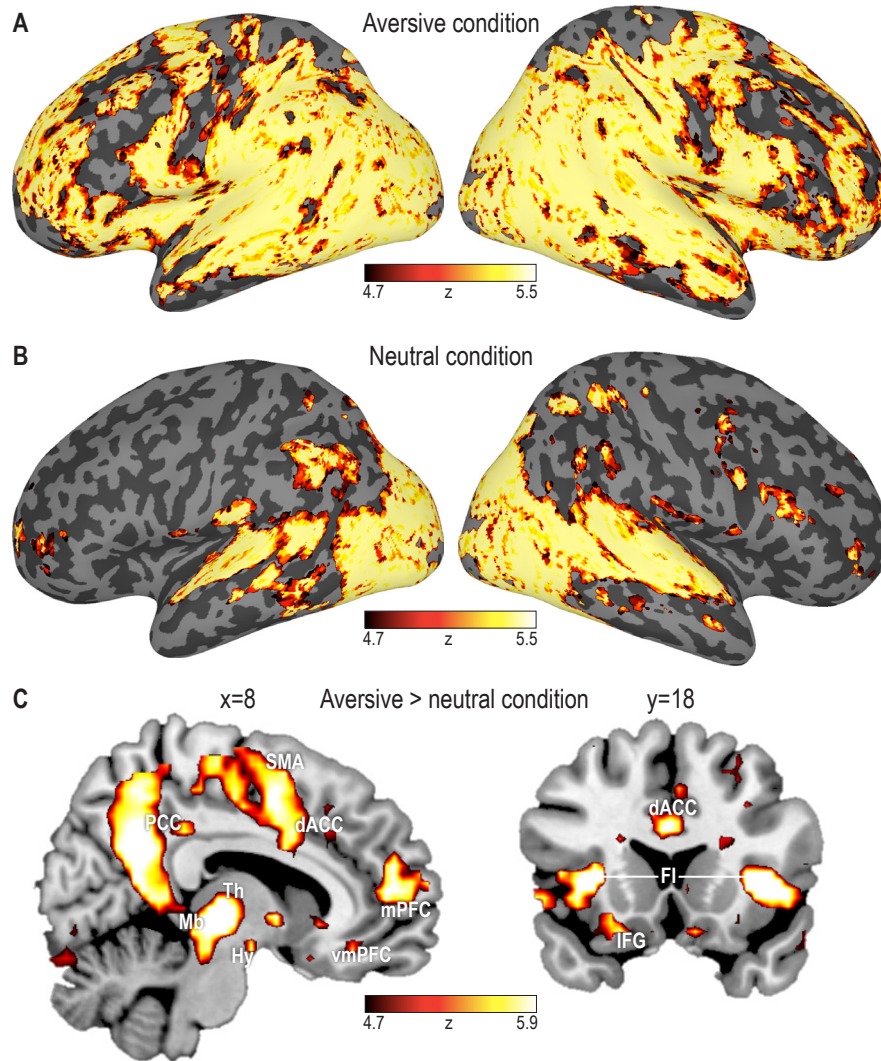 A Aversive condition
4.7 z 5.5
B Neutral condition
4.7 z 5.5
C x=8 Aversive > neutral condition y=18
SMA
PCC
dACC
Th
Mb
mPFC
Hy
vmPFC
dACC
FI
IFG
4.7 z 5.9